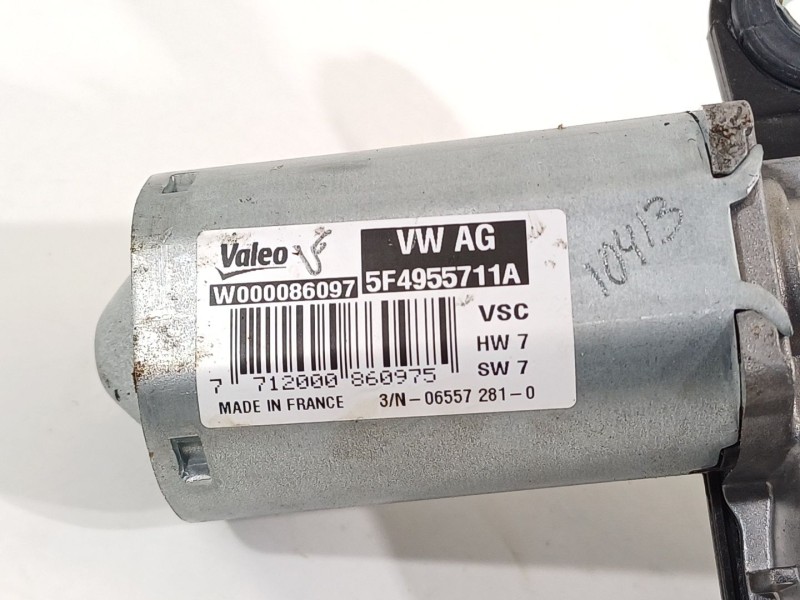 Valeo
VW AG
W000086097
5F4955711A
VSC
HW 7
SW 7
7 712000 860975
MADE IN FRANCE
3/N - 06557 281 - 0
10413